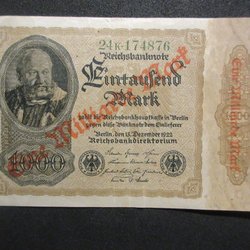 24K·174876
Reichsbanknote
Eintausend
Mark
zahlt die Reichsbankhauptkasse in Berlin
gegen diese Banknote dem Einlieferer
Berlin, den 15. Dezember 1922
Reichsbankdirektorium
1000
Eine Milliarde Mark